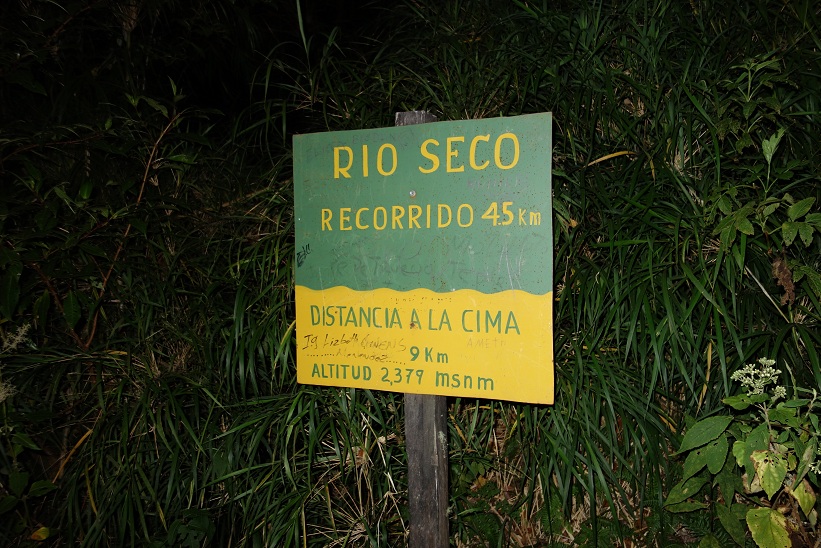 RIO SECO
RECORRIDO 4.5 Km
DISTANCIA A LA CIMA
9 Km
ALTITUD 2,379 msnm